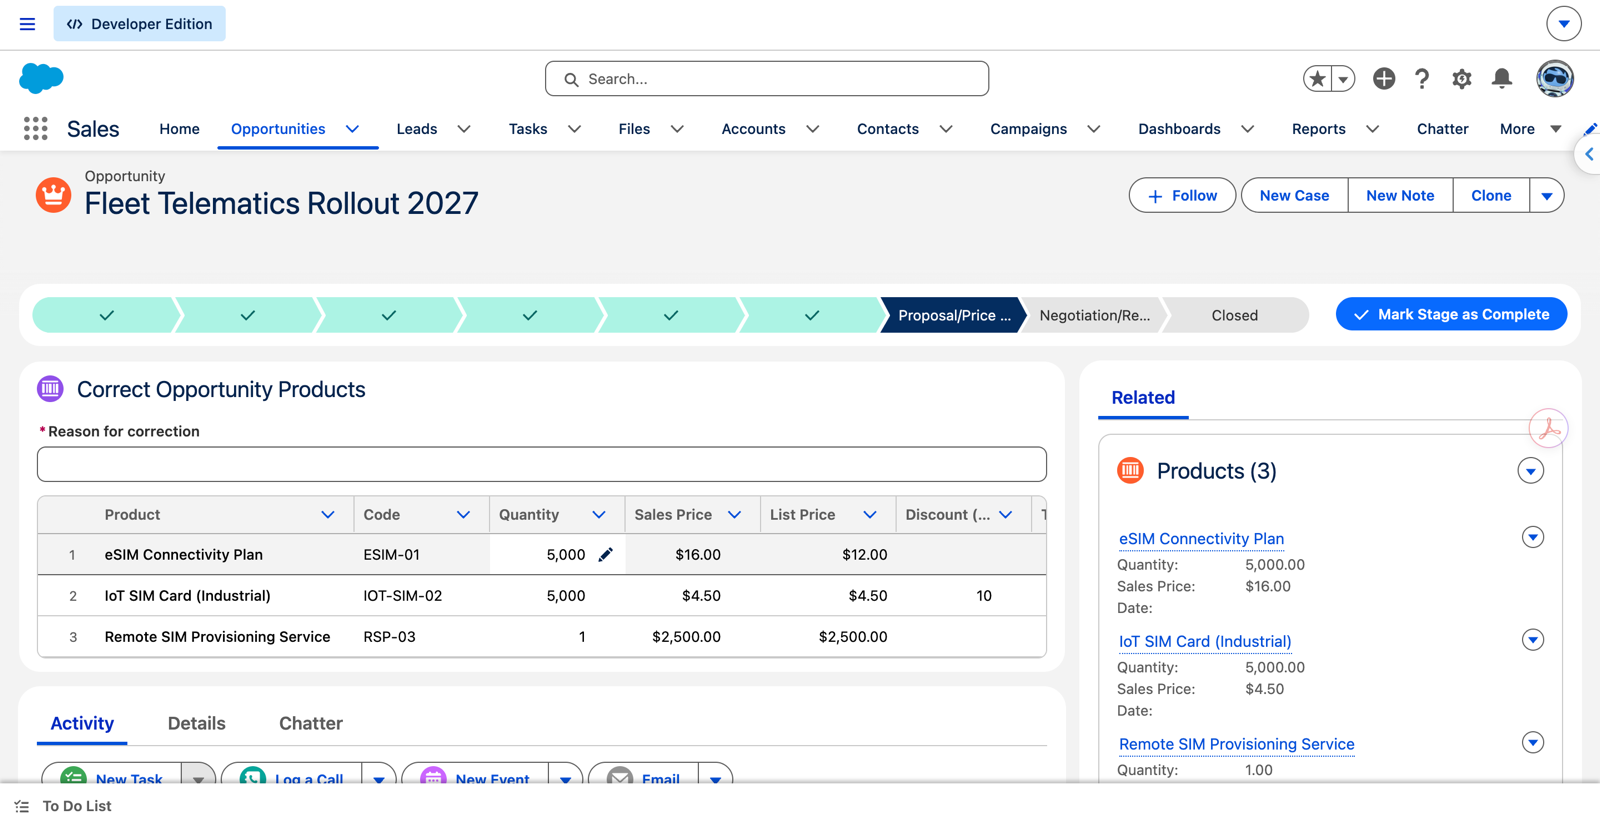 Developer Edition
Search...
Sales
Home
Opportunities
Leads
Tasks
Files
Accounts
Contacts
Campaigns
Dashboards
Reports
Chatter
More
Opportunity
Fleet Telematics Rollout 2027
Follow
New Case
New Note
Clone
Proposal/Price ...
Negotiation/Re...
Closed
Mark Stage as Complete
Correct Opportunity Products
*Reason for correction
Product Code Quantity Sales Price List Price Discount (...
1 eSIM Connectivity Plan ESIM-01 5,000 $16.00 $12.00
2 IoT SIM Card (Industrial) IOT-SIM-02 5,000 $4.50 $4.50 10
3 Remote SIM Provisioning Service RSP-03 1 $2,500.00 $2,500.00
Activity
Details
Chatter
New Task
Log a Call
New Event
Email
Related
Products (3)
eSIM Connectivity Plan
Quantity: 5,000.00
Sales Price: $16.00
Date:
IoT SIM Card (Industrial)
Quantity: 5,000.00
Sales Price: $4.50
Date:
Remote SIM Provisioning Service
Quantity: 1.00
To Do List